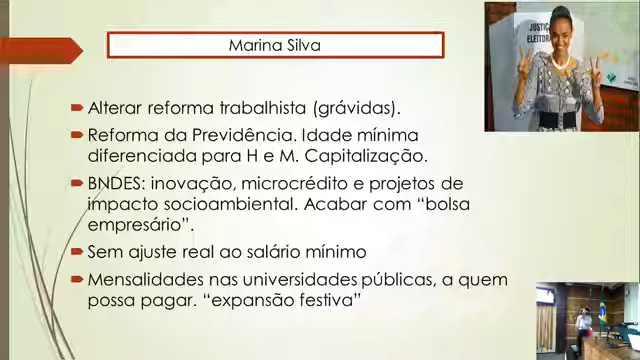 Marina Silva
JUSTIÇA
ELEITORAL
Alterar reforma trabalhista (grávidas).
Reforma da Previdência. Idade mínima
diferenciada para H e M. Capitalização.
BNDES: inovação, microcrédito e projetos de
impacto socioambiental. Acabar com “bolsa
empresário”.
Sem ajuste real ao salário mínimo
Mensalidades nas universidades públicas, a quem
possa pagar. “expansão festiva”